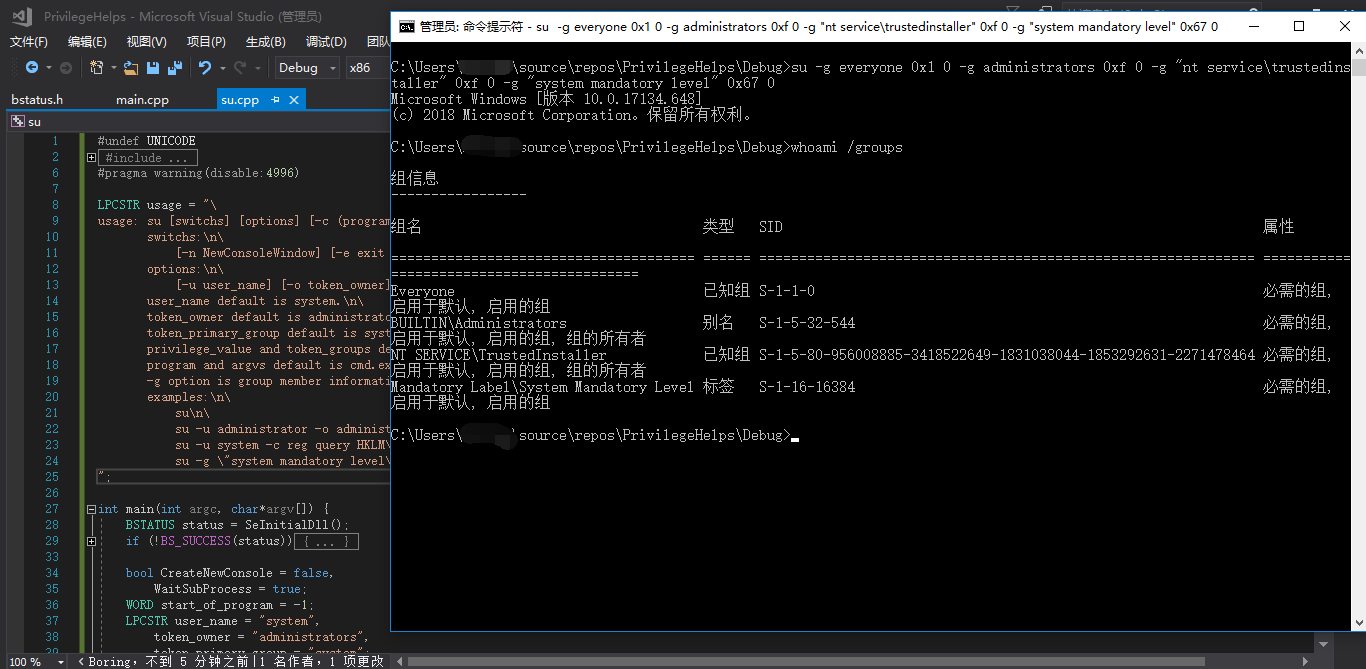 PrivilegeHelps - Microsoft Visual Studio (管理员)
文件(F) 编辑(E) 视图(V) 项目(P) 生成(B) 调试(D) 团队
Debug x86
bstatus.h main.cpp su.cpp
su
1 #undef UNICODE
2 #include ...
6 #pragma warning(disable:4996)
7
8 LPCSTR usage = "\
9 usage: su [switchs] [options] [-c (program
10 switchs:\n\
11 [-n NewConsoleWindow] [-e exit
12 options:\n\
13 [-u user_name] [-o token_owner]
14 user_name default is system.\n\
15 token_owner default is administrato
16 token_primary_group default is syst
17 privilege_value and token_groups de
18 program and argvs default is cmd.ex
19 -g option is group member informati
20 examples:\n\
21 su\n\
22 su -u administrator -o administ
23 su -u system -c reg query HKLM\
24 su -g \"system mandatory level\
25 ";
26
27 int main(int argc, char*argv[]) {
28 BSTATUS status = SeInitialDll();
29 if (!BS_SUCCESS(status)) { ... }
33
34 bool CreateNewConsole = false,
35 WaitSubProcess = true;
36 WORD start_of_program = -1;
37 LPCSTR user_name = "system",
38 token_owner = "administrators",
100 % Boring，不到 5 分钟之前|1 名作者，1 项更改
管理员: 命令提示符 - su -g everyone 0x1 0 -g administrators 0xf 0 -g "nt service\trustedinstaller" 0xf 0 -g "system mandatory level" 0x67 0
C:\Users\ \source\repos\PrivilegeHelps\Debug>su -g everyone 0x1 0 -g administrators 0xf 0 -g "nt service\trustedins
taller" 0xf 0 -g "system mandatory level" 0x67 0
Microsoft Windows [版本 10.0.17134.648]
(c) 2018 Microsoft Corporation。保留所有权利。
C:\Users\ source\repos\PrivilegeHelps\Debug>whoami /groups
组信息
-----------------
组名 类型 SID 属性
====================================== ====== ============================================================== ===========
===============================
Everyone 已知组 S-1-1-0 必需的组,
启用于默认, 启用的组
BUILTIN\Administrators 别名 S-1-5-32-544 必需的组,
启用于默认, 启用的组, 组的所有者
NT SERVICE\TrustedInstaller 已知组 S-1-5-80-956008885-3418522649-1831038044-1853292631-2271478464 必需的组,
启用于默认, 启用的组, 组的所有者
Mandatory Label\System Mandatory Level 标签 S-1-16-16384 必需的组,
启用于默认, 启用的组
C:\Users\ \source\repos\PrivilegeHelps\Debug>